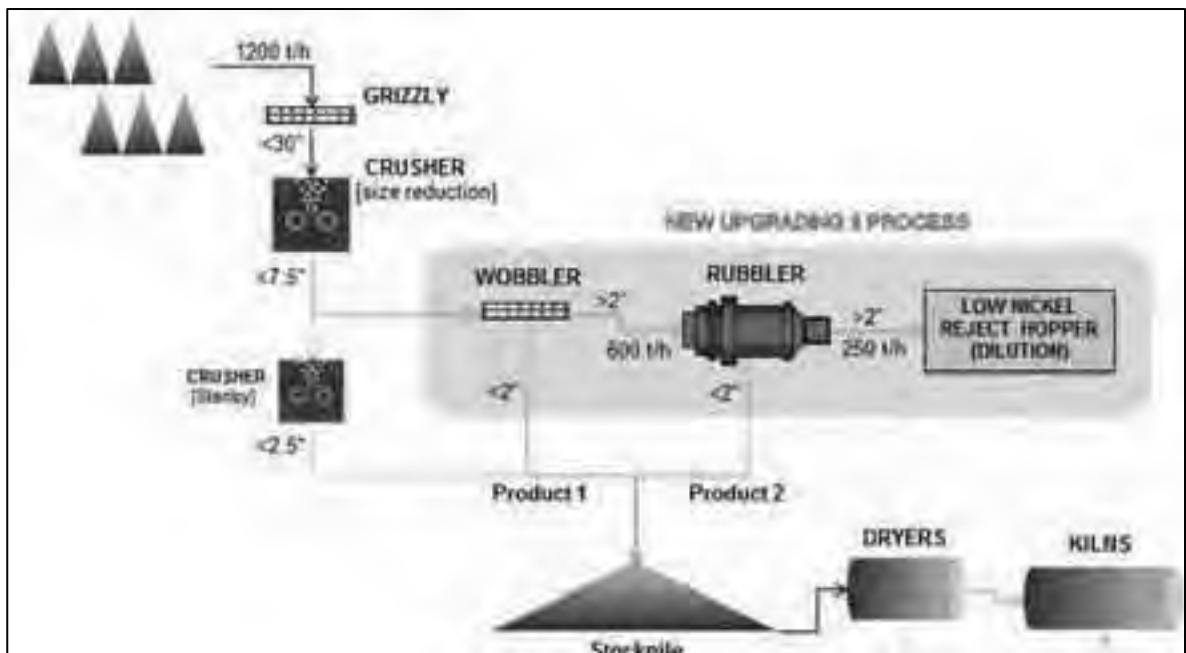 1200 t/h
GRIZZLY
<30"
CRUSHER
[size reduction]
NEW UPGRADING II PROCESS
<7.5"
WOBBLER
>2"
RUBBLER
>2"
600 t/h
250 t/h
LOW NICKEL
REJECT HOPPER
(DILUTION)
CRUSHER
<2"
<2"
<2.5"
Product 1
Product 2
DRYERS
KILNS
Stockpile